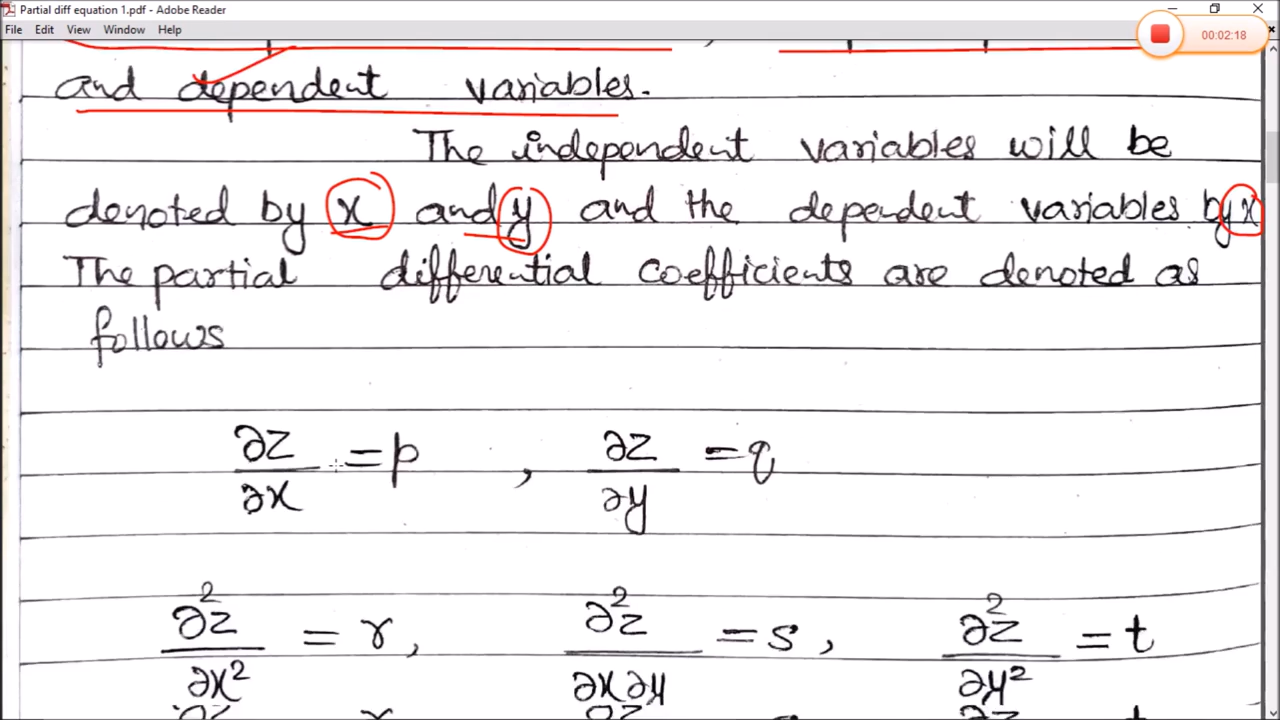 Partial diff equation 1.pdf - Adobe Reader
File Edit View Window Help
00:02:18
and dependent variables.
The independent variables will be
denoted by x and y and the dependent variables by x
The partial differential coefficients are denoted as
follows
∂z/∂x = p , ∂z/∂y = q
∂²z/∂x² = r, ∂²z/∂x∂y = s, ∂²z/∂y² = t